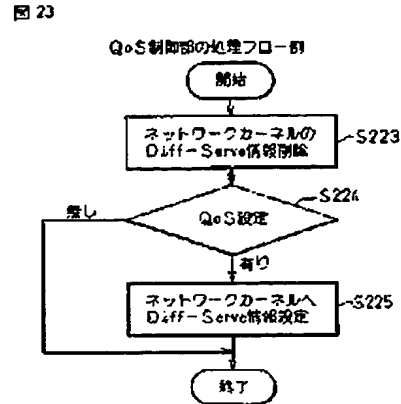 図 23
QoS制御部の処理フロー例
開始
ネットワークカーネルの
Diff-Serve情報削除
S223
QoS設定
S224
無し
有り
ネットワークカーネルへ
Diff-Serve情報設定
S225
終了